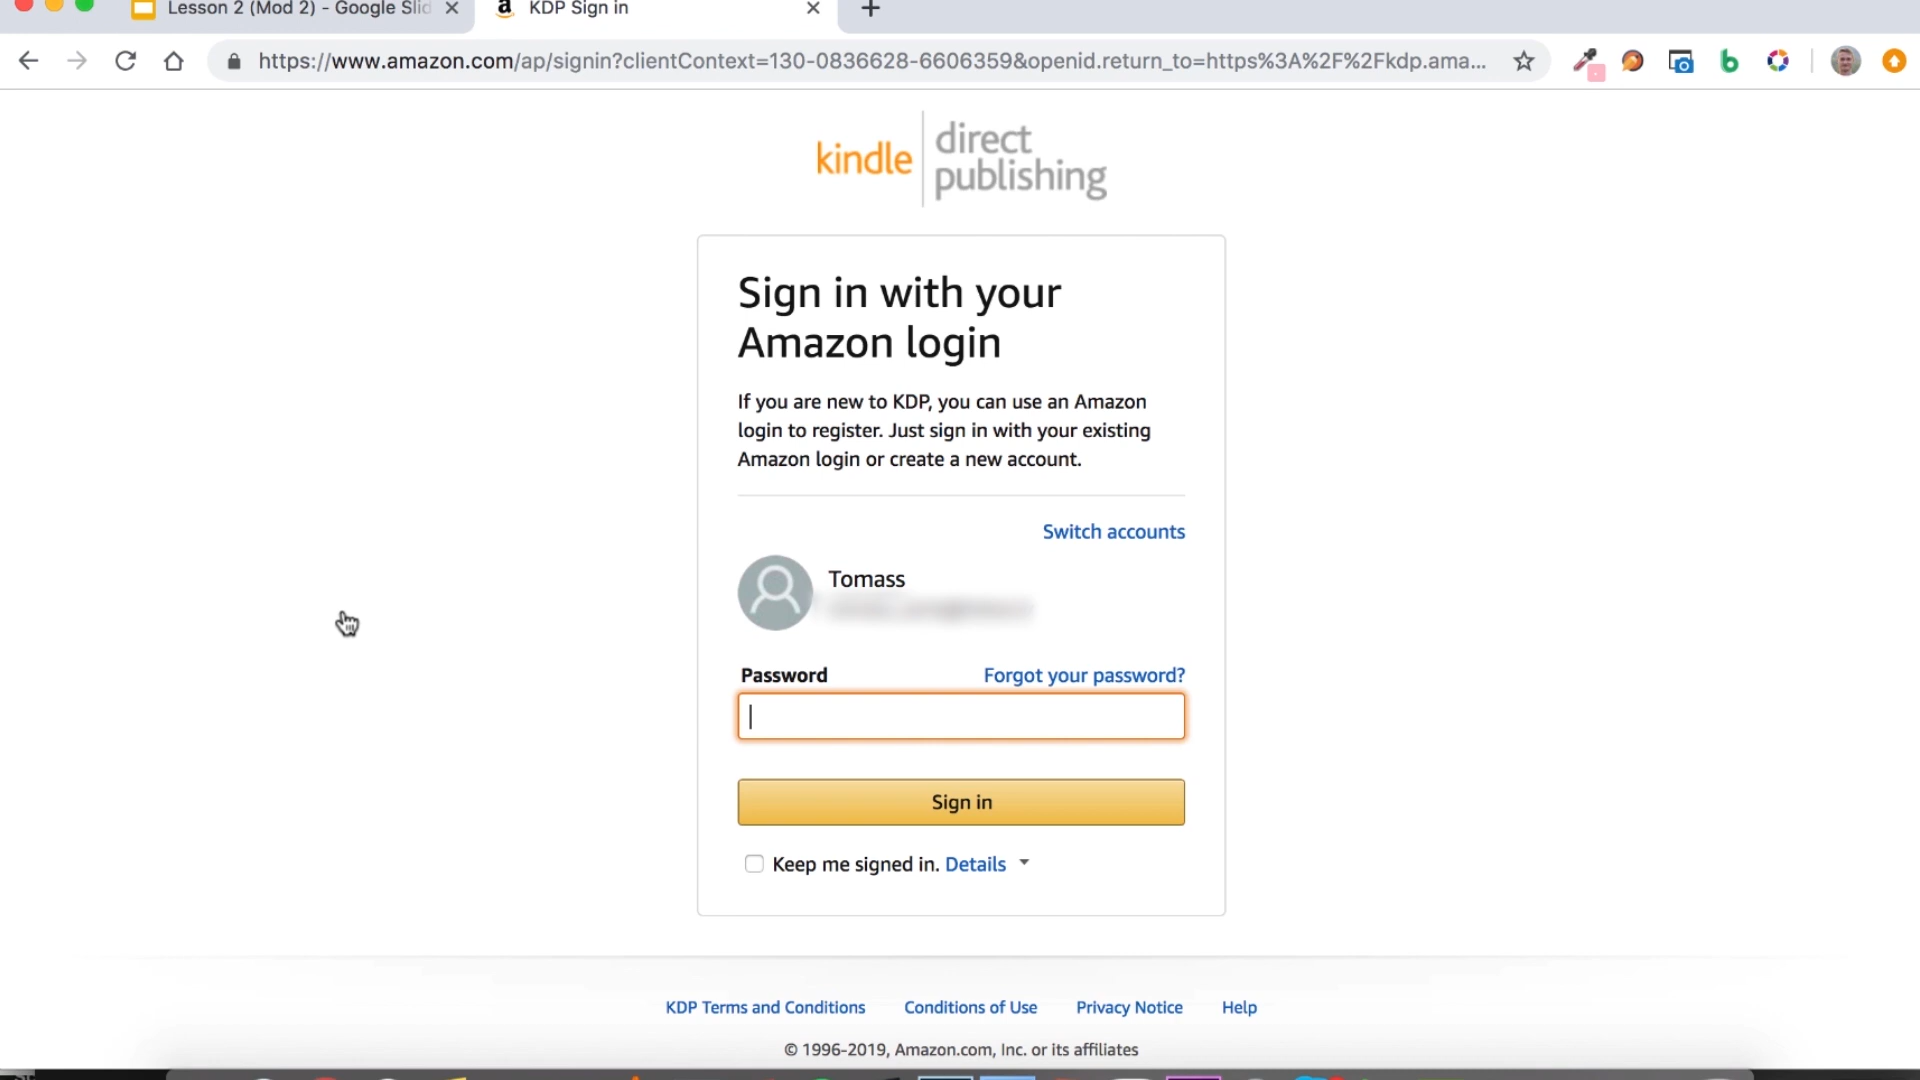 Lesson 2 (Mod 2) - Google Slid
KDP Sign in
https://www.amazon.com/ap/signin?clientContext=130-0836628-6606359&openid.return_to=https%3A%2F%2Fkdp.ama...
kindle
direct
publishing
Sign in with your
Amazon login
If you are new to KDP, you can use an Amazon
login to register. Just sign in with your existing
Amazon login or create a new account.
Switch accounts
Tomass
Password
Forgot your password?
Sign in
Keep me signed in. Details
KDP Terms and Conditions
Conditions of Use
Privacy Notice
Help
© 1996-2019, Amazon.com, Inc. or its affiliates